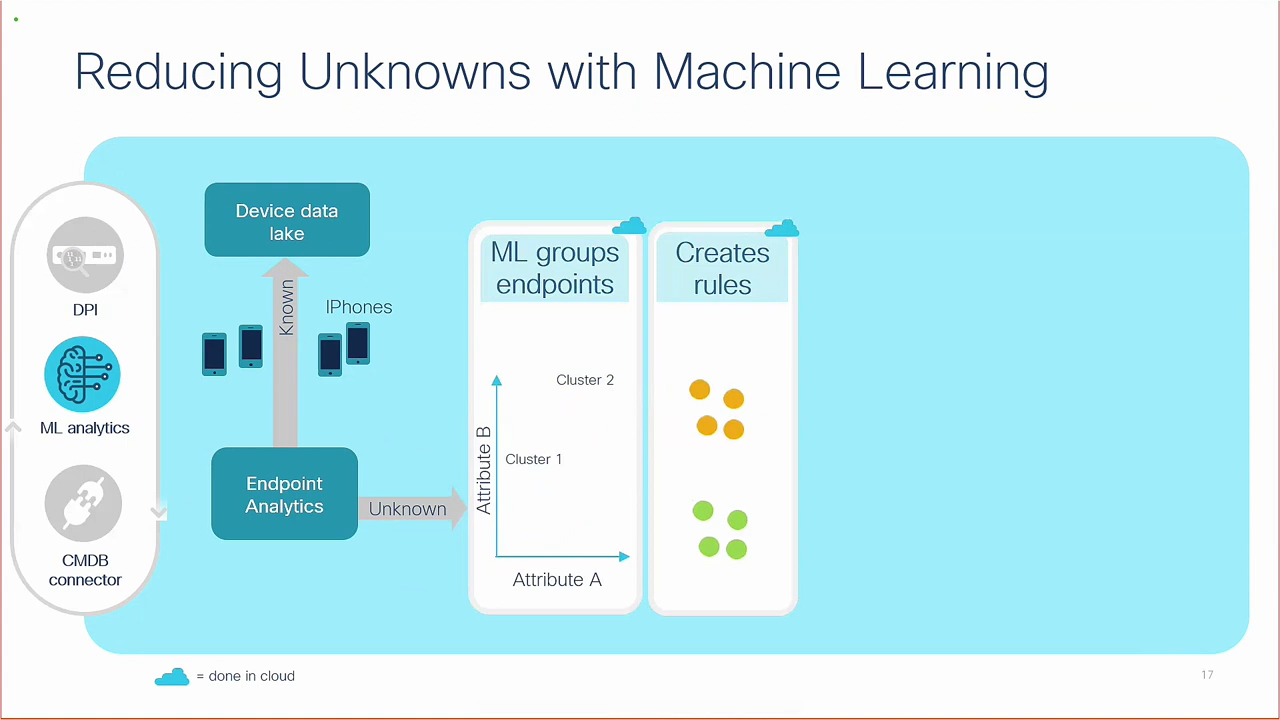 Reducing Unknowns with Machine Learning
DPI
ML analytics
CMDB
connector
Device data
lake
Known
IPhones
Endpoint
Analytics
Unknown
ML groups
endpoints
Cluster 2
Cluster 1
Attribute B
Attribute A
Creates
rules
= done in cloud
17